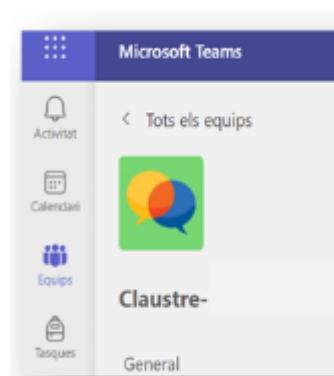 Microsoft Teams
Activitat
Tots els equips
Calendari
Equips
Claustre-
Tasques
General